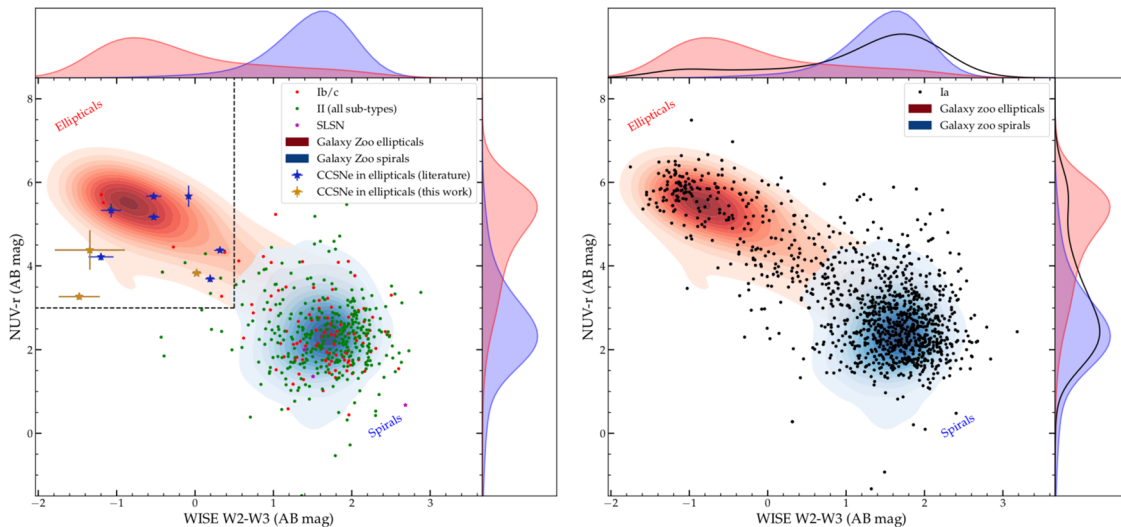 8
6
4
2
0
NUV-r (AB mag)
Ellipticals
Spirals
Ib/c
II (all sub-types)
SLSN
Galaxy Zoo ellipticals
Galaxy Zoo spirals
CCSNe in ellipticals (literature)
CCSNe in ellipticals (this work)
−2 −1 0 1 2 3
WISE W2-W3 (AB mag)
8
6
4
2
0
NUV-r (AB mag)
Ellipticals
Spirals
Ia
Galaxy zoo ellipticals
Galaxy zoo spirals
−2 −1 0 1 2 3
WISE W2-W3 (AB mag)